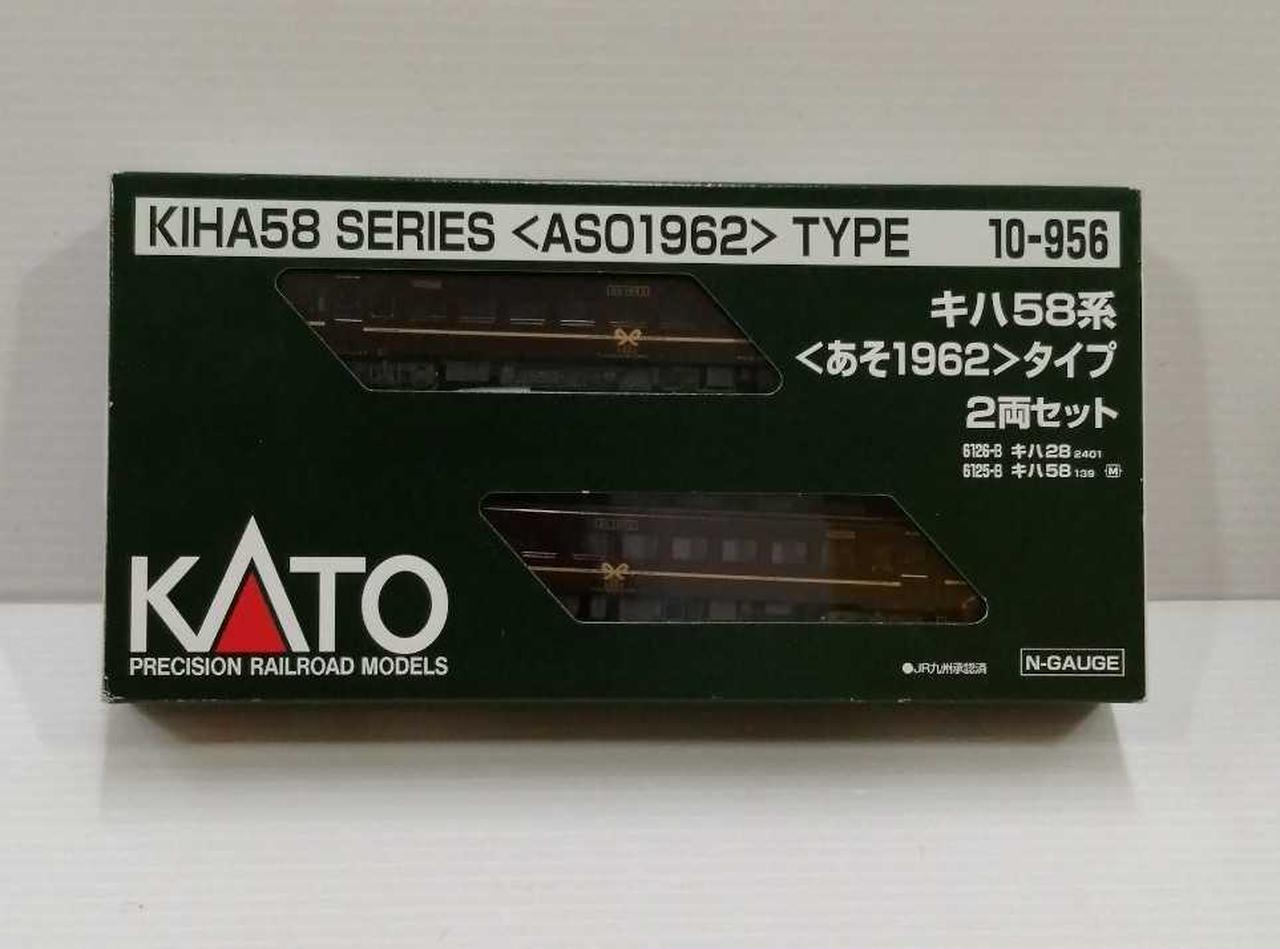 KIHA58 SERIES <ASO1962> TYPE 10-956
キハ58系
<あそ1962>タイプ
2両セット
6126-B キハ28 2401
6125-B キハ58 139 M
KATO
PRECISION RAILROAD MODELS
●JR九州承認済
N-GAUGE